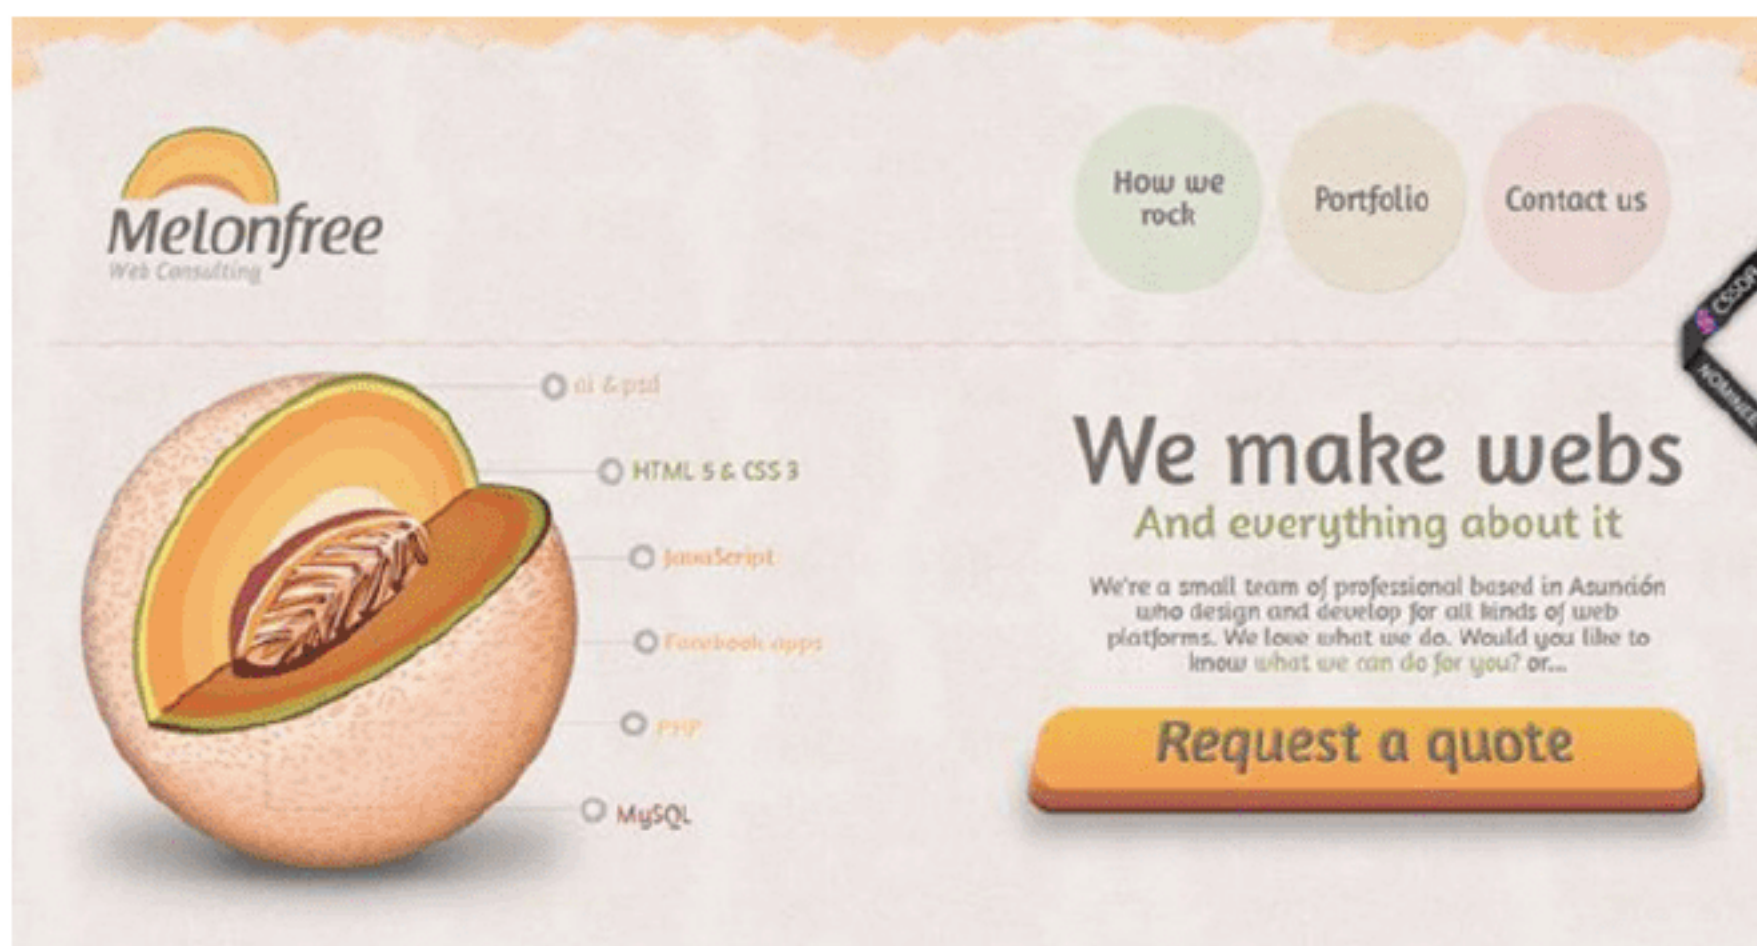 Melonfree
Web Consulting
How we
rock
Portfolio
Contact us
ai & psd
HTML 5 & CSS 3
JavaScript
Facebook apps
PHP
MySQL
We make webs
And everything about it
We're a small team of professional based in Asunción
who design and develop for all kinds of web
platforms. We love what we do. Would you like to
know what we can do for you? or...
Request a quote